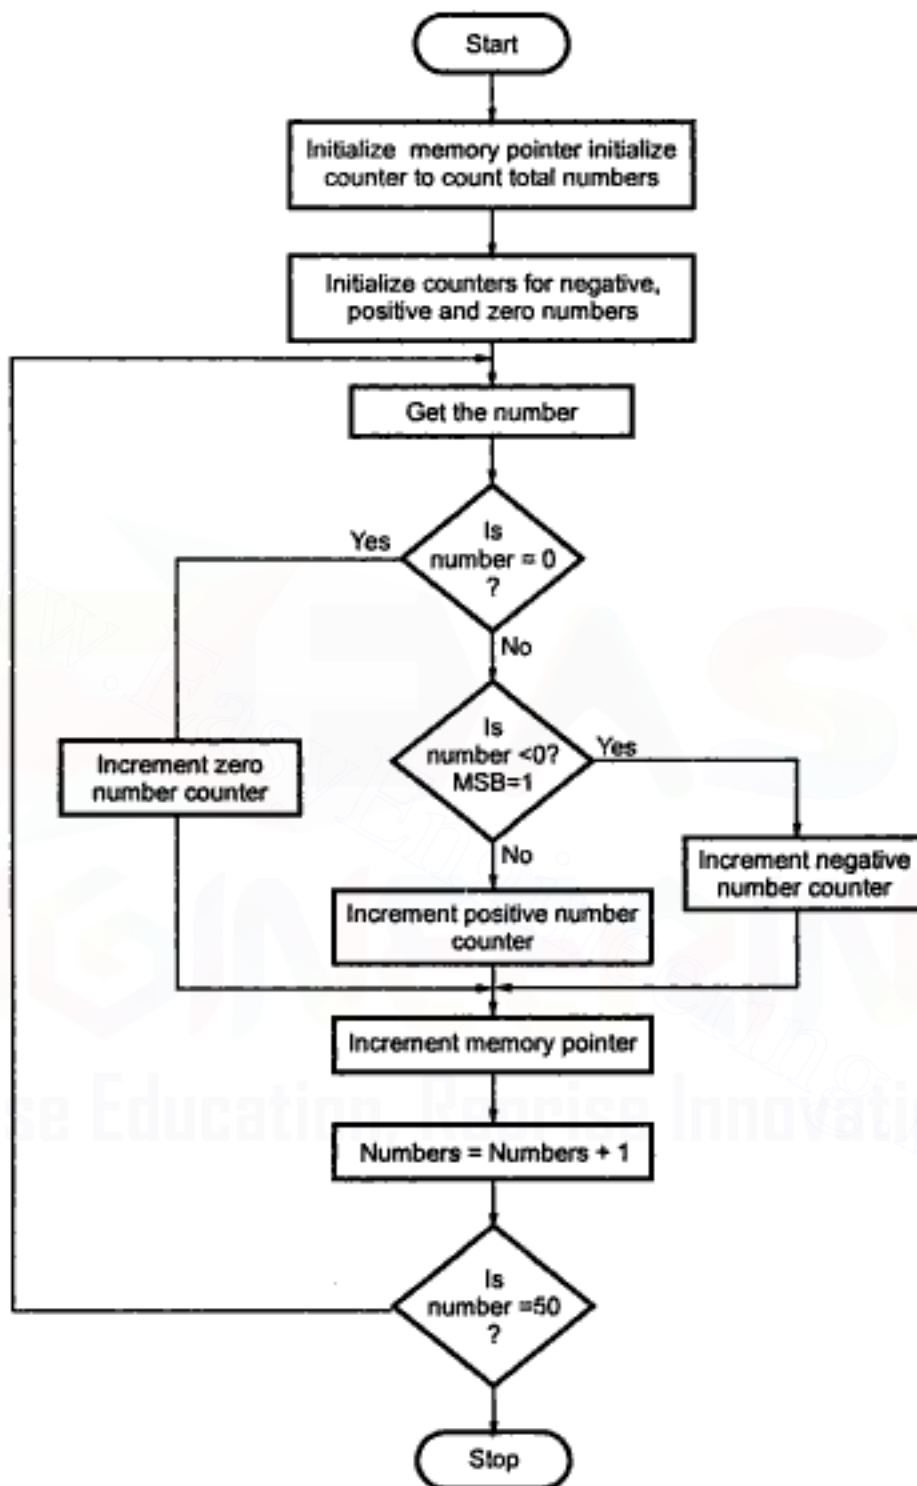 Start
Initialize memory pointer initialize
counter to count total numbers
Initialize counters for negative,
positive and zero numbers
Get the number
Is
number = 0
?
Yes
No
Is
number <0?
MSB=1
Yes
No
Increment zero
number counter
Increment negative
number counter
Increment positive number
counter
Increment memory pointer
Numbers = Numbers + 1
Is
number =50
?
Stop